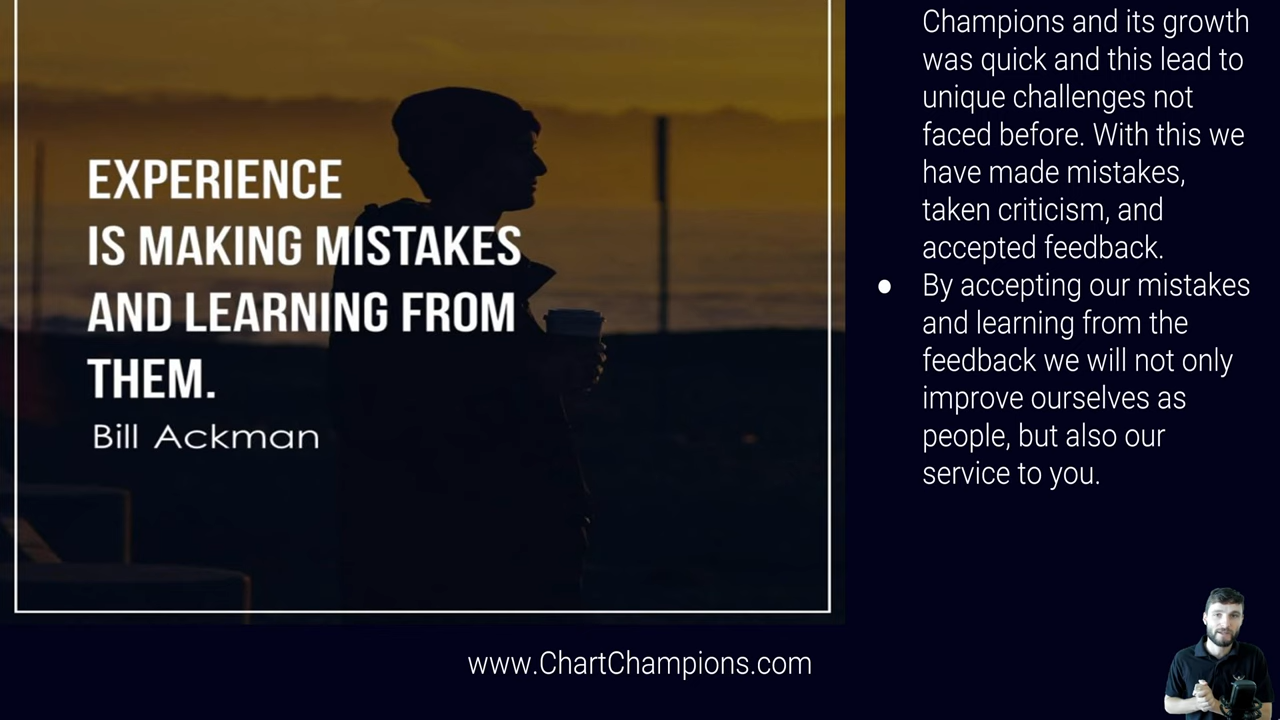 EXPERIENCE
IS MAKING MISTAKES
AND LEARNING FROM
THEM.
Bill Ackman
Champions and its growth
was quick and this lead to
unique challenges not
faced before. With this we
have made mistakes,
taken criticism, and
accepted feedback.
● By accepting our mistakes
and learning from the
feedback we will not only
improve ourselves as
people, but also our
service to you.
www.ChartChampions.com